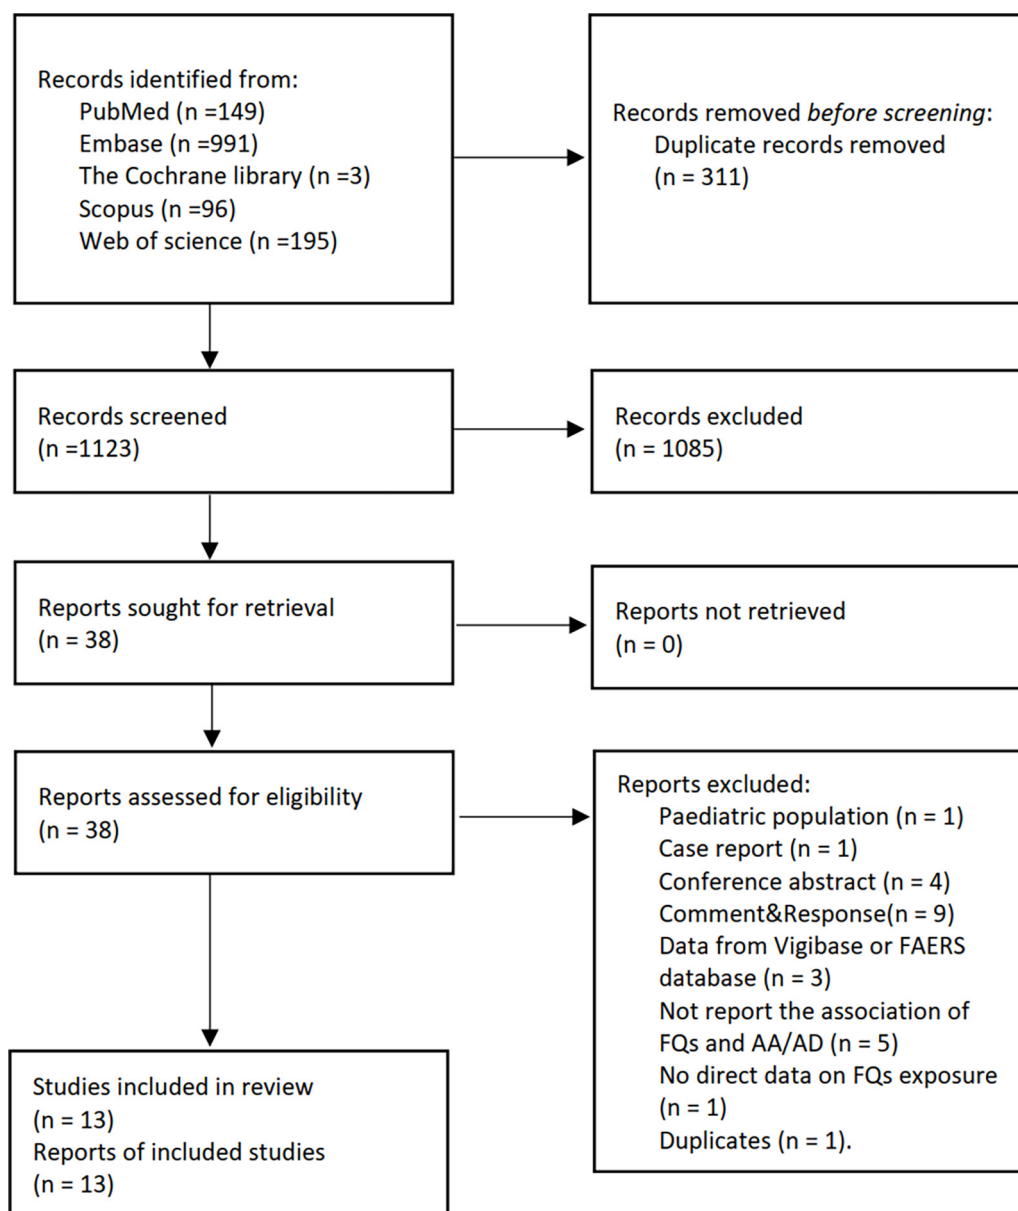 Records identified from:
PubMed (n =149)
Embase (n =991)
The Cochrane library (n =3)
Scopus (n =96)
Web of science (n =195)
Records removed before screening:
Duplicate records removed
(n = 311)
Records screened
(n =1123)
Records excluded
(n = 1085)
Reports sought for retrieval
(n = 38)
Reports not retrieved
(n = 0)
Reports assessed for eligibility
(n = 38)
Reports excluded:
Paediatric population (n = 1)
Case report (n = 1)
Conference abstract (n = 4)
Comment&Response(n = 9)
Data from Vigibase or FAERS
database (n = 3)
Not report the association of
FQs and AA/AD (n = 5)
No direct data on FQs exposure
(n = 1)
Duplicates (n = 1).
Studies included in review
(n = 13)
Reports of included studies
(n = 13)